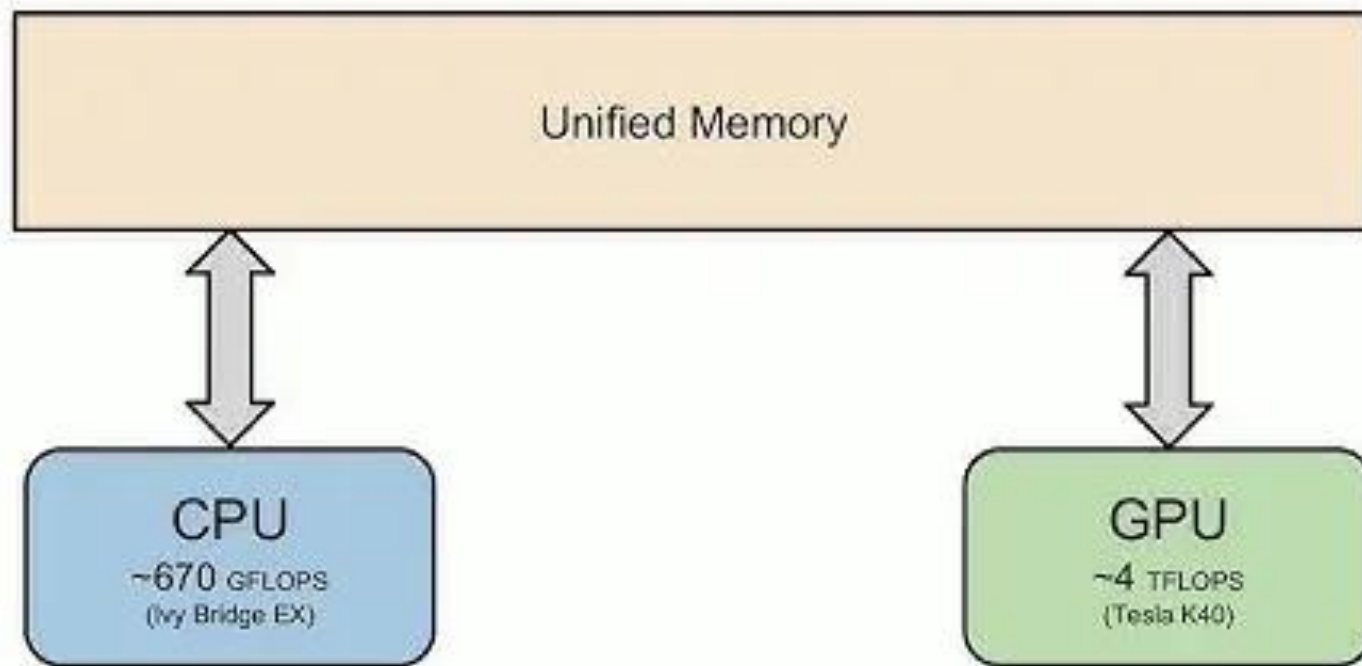 Unified Memory
CPU
~670 GFLOPS
(Ivy Bridge EX)
GPU
~4 TFLOPS
(Tesla K40)